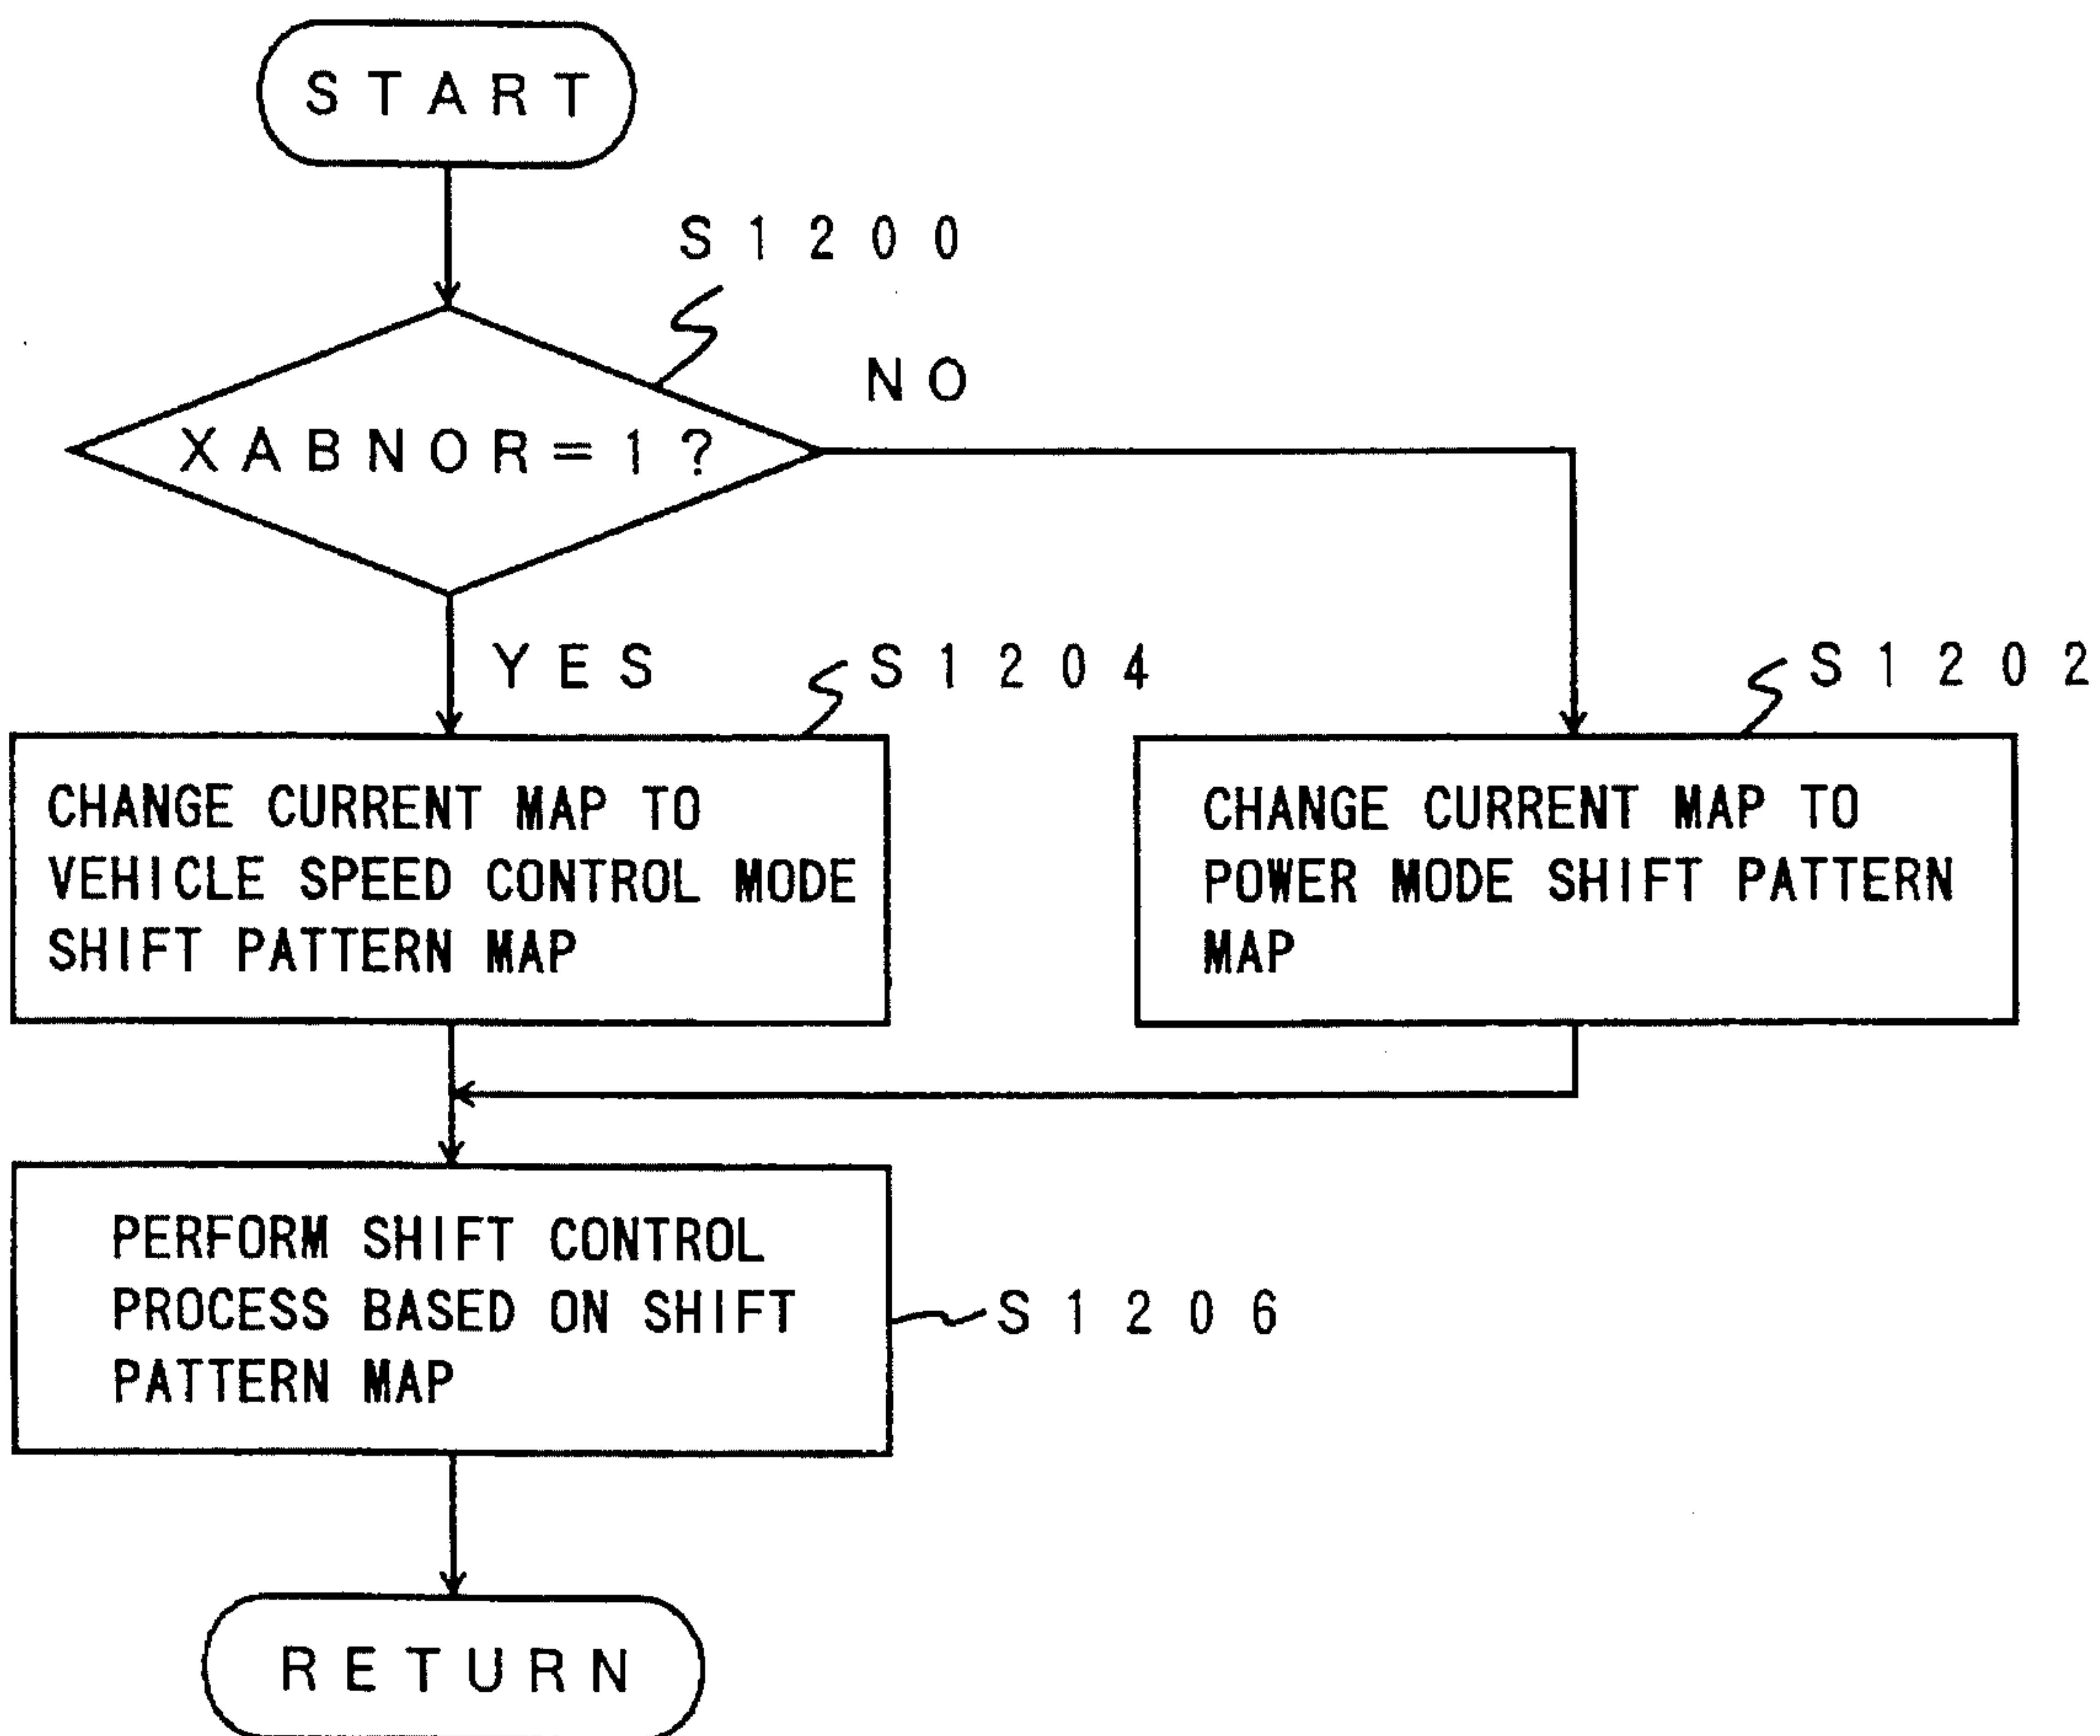 START
S1200
NO
XABNOR=1?
YES
S1204
S1202
CHANGE CURRENT MAP TO
VEHICLE SPEED CONTROL MODE
SHIFT PATTERN MAP
CHANGE CURRENT MAP TO
POWER MODE SHIFT PATTERN
MAP
PERFORM SHIFT CONTROL
PROCESS BASED ON SHIFT
PATTERN MAP
S1206
RETURN